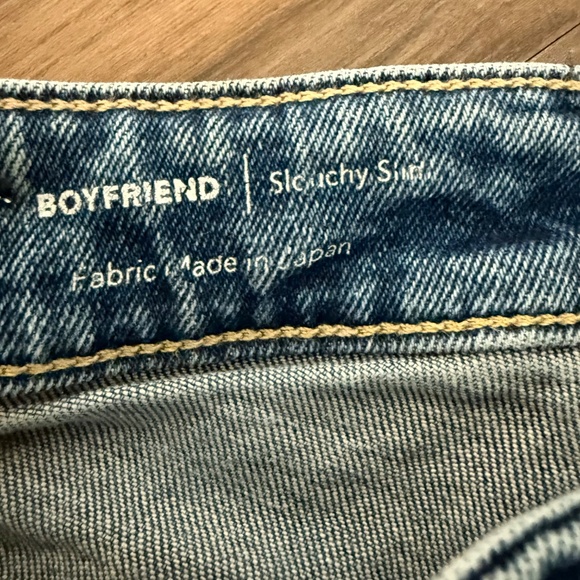 BOYFRIEND | Slouchy
Fabric Made in Japan